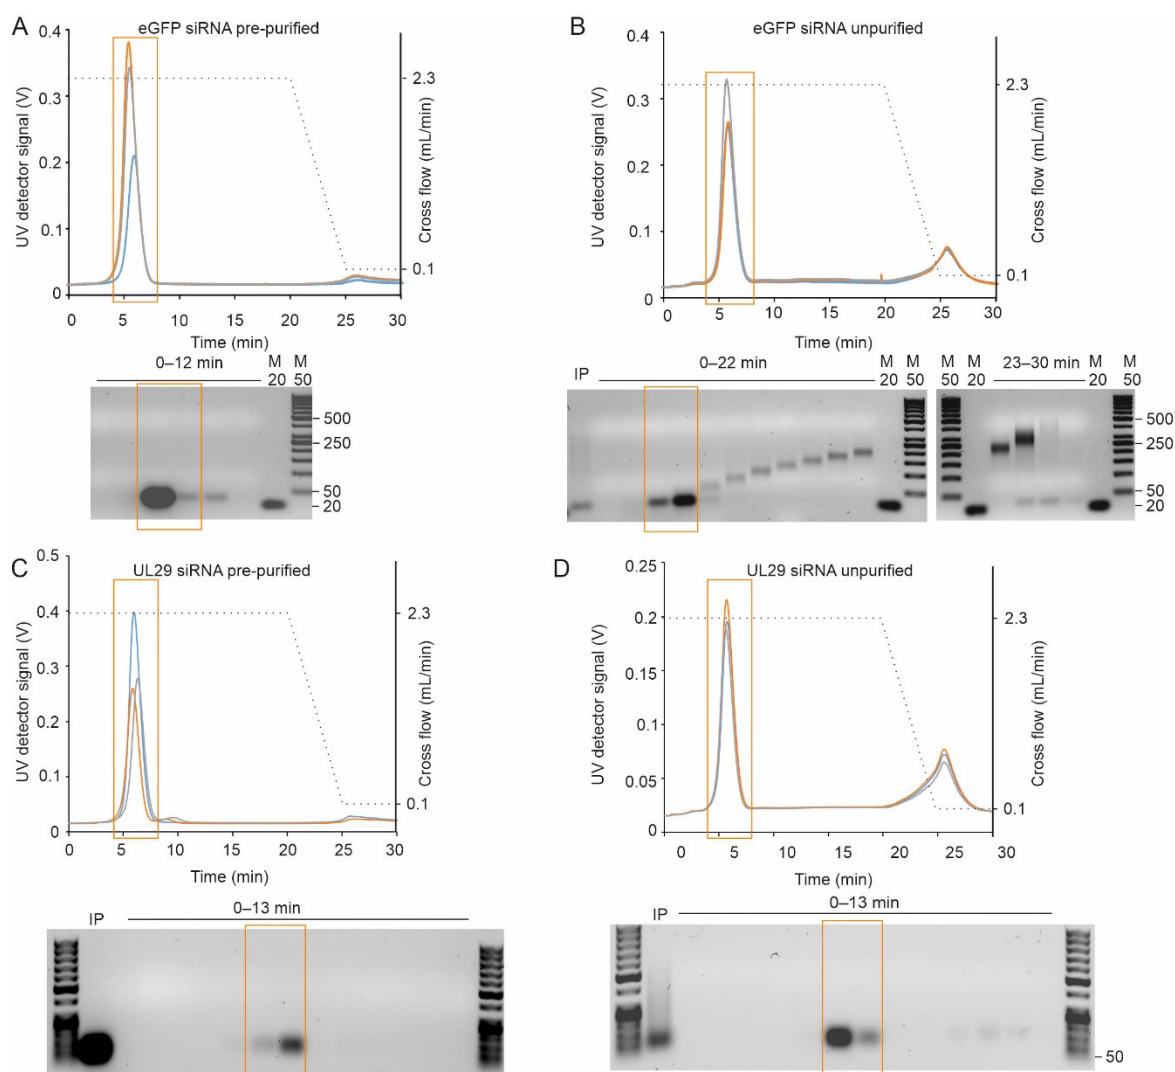 A
eGFP siRNA pre-purified
0.4
0.3
0.2
0.1
0
UV detector signal (V)
2.3
0.1
Cross flow (mL/min)
0 5 10 15 20 25 30
Time (min)
0–12 min
M M
20 50
500
250
50
20
B
eGFP siRNA unpurified
0.4
0.3
0.2
0.1
0
UV detector signal (V)
2.3
0.1
Cross flow (mL/min)
0 5 10 15 20 25 30
Time (min)
IP 0–22 min M M M M 23–30 min M
20 50 50 20 50
500
250
50
20
C
UL29 siRNA pre-purified
0.5
0.4
0.3
0.2
0.1
0
UV detector signal (V)
2.3
0.1
Cross flow (mL/min)
0 5 10 15 20 25 30
Time (min)
IP 0–13 min
D
UL29 siRNA unpurified
0.25
0.2
0.15
0.1
0.05
0
UV detector signal (V)
2.3
0.1
Cross flow (mL/min)
0 5 10 15 20 25 30
Time (min)
IP 0–13 min
50